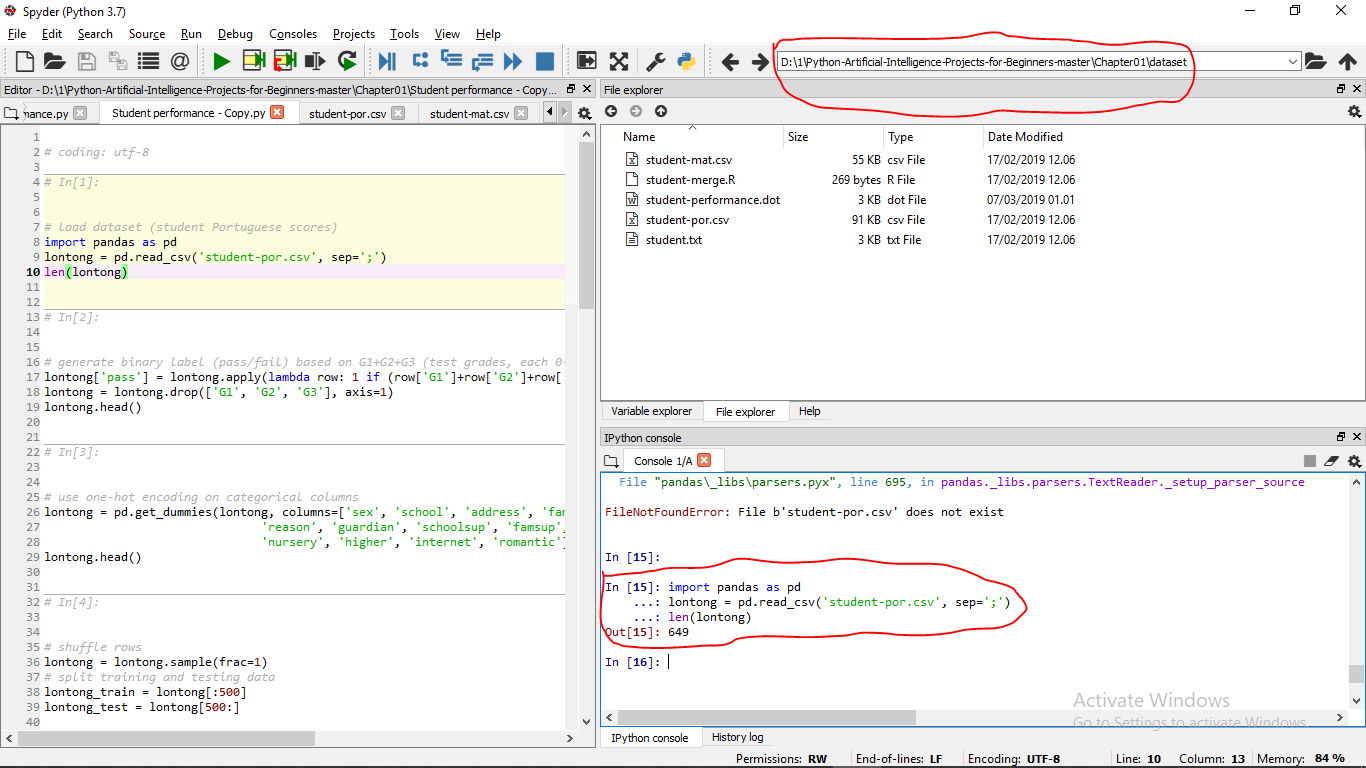 Spyder (Python 3.7)
File Edit Search Source Run Debug Consoles Projects Tools View Help
D:\1\Python-Artificial-Intelligence-Projects-for-Beginners-master\Chapter01\dataset
Editor - D:\1\Python-Artificial-Intelligence-Projects-for-Beginners-master\Chapter01\Student performance - Copy...
nance.py Student performance - Copy.py student-por.csv student-mat.csv
1
2 # coding: utf-8
3
4 # In[1]:
5
6
7 # load dataset (student Portuguese scores)
8 import pandas as pd
9 lontong = pd.read_csv('student-por.csv', sep=';')
10 len(lontong)
11
12
13 # In[2]:
14
15
16 # generate binary label (pass/fail) based on G1+G2+G3 (test grades, each 0-
17 lontong['pass'] = lontong.apply(lambda row: 1 if (row['G1']+row['G2']+row['
18 lontong = lontong.drop(['G1', 'G2', 'G3'], axis=1)
19 lontong.head()
20
21
22 # In[3]:
23
24
25 # use one-hot encoding on categorical columns
26 lontong = pd.get_dummies(lontong, columns=['sex', 'school', 'address', 'fam
27 'reason', 'guardian', 'schoolsup', 'famsup',
28 'nursery', 'higher', 'internet', 'romantic']
29 lontong.head()
30
31
32 # In[4]:
33
34
35 # shuffle rows
36 lontong = lontong.sample(frac=1)
37 # split training and testing data
38 lontong_train = lontong[:500]
39 lontong_test = lontong[500:]
40
File explorer
Name Size Type Date Modified
student-mat.csv 55 KB csv File 17/02/2019 12.06
student-merge.R 269 bytes R File 17/02/2019 12.06
student-performance.dot 3 KB dot File 07/03/2019 01.01
student-por.csv 91 KB csv File 17/02/2019 12.06
student.txt 3 KB txt File 17/02/2019 12.06
Variable explorer File explorer Help
IPython console
Console 1/A
File "pandas\_libs\parsers.pyx", line 695, in pandas._libs.parsers.TextReader._setup_parser_source
FileNotFoundError: File b'student-por.csv' does not exist
In [15]:
In [15]: import pandas as pd
...: lontong = pd.read_csv('student-por.csv', sep=';')
...: len(lontong)
Out[15]: 649
In [16]:
Activate Windows
Go to Settings to activate Windows.
IPython console History log
Permissions: RW End-of-lines: LF Encoding: UTF-8 Line: 10 Column: 13 Memory: 84 %